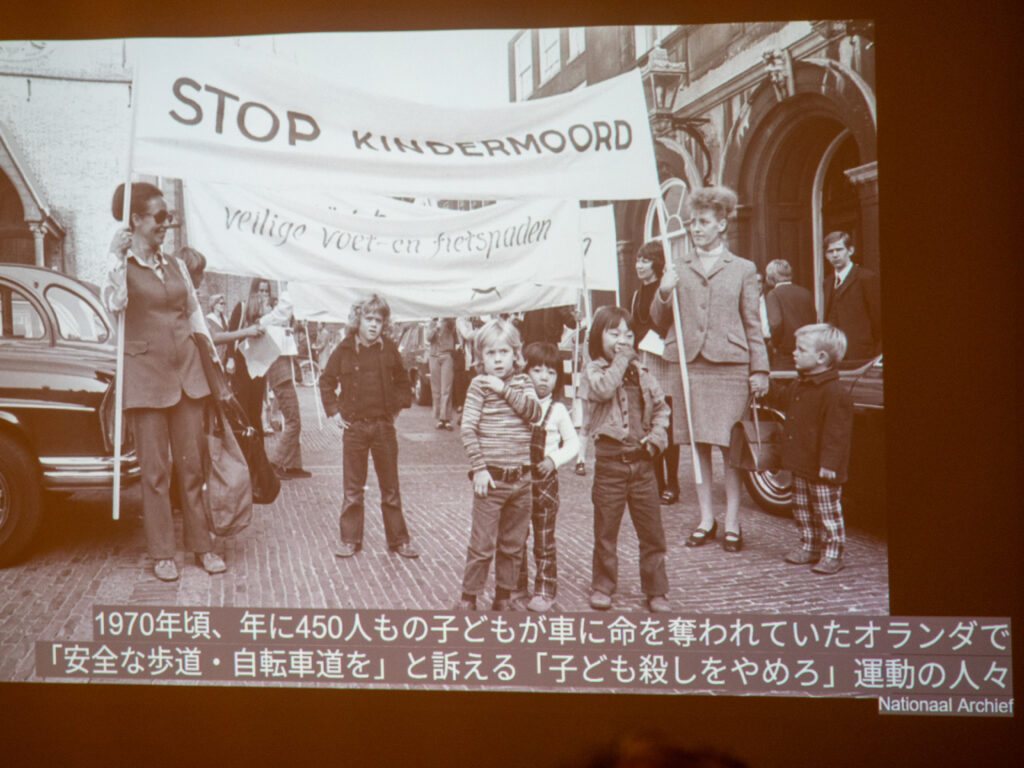 STOP KINDERMOORD
veilige voet-en fietspaden
1970年頃、年に450人もの子どもが車に命を奪われていたオランダで
「安全な歩道・自転車道を」と訴える「子ども殺しをやめろ」運動の人々
Nationaal Archief